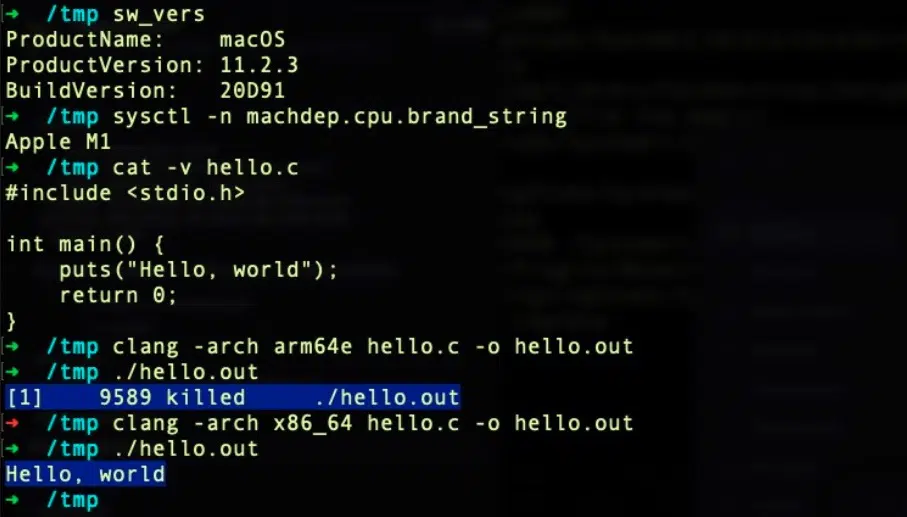 → /tmp sw_vers
ProductName: macOS
ProductVersion: 11.2.3
BuildVersion: 20D91
→ /tmp sysctl -n machdep.cpu.brand_string
Apple M1
→ /tmp cat -v hello.c
#include <stdio.h>

int main() {
    puts("Hello, world");
    return 0;
}
→ /tmp clang -arch arm64e hello.c -o hello.out
→ /tmp ./hello.out
[1]    9589 killed     ./hello.out
→ /tmp clang -arch x86_64 hello.c -o hello.out
→ /tmp ./hello.out
Hello, world
→ /tmp